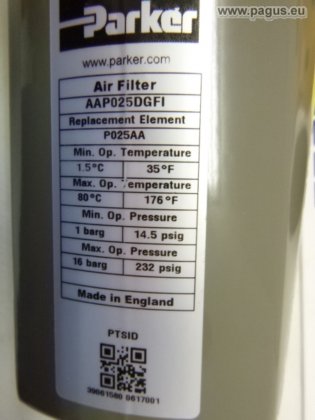 www.pagus.eu
Parker
www.parker.com
Air Filter
AAP025DGFI
Replacement Element
P025AA
Min. Op. Temperature
1.5°C 35°F
Max. Op. Temperature
80°C 176°F
Min. Op. Pressure
1 barg 14.5 psig
Max. Op. Pressure
16 barg 232 psig
Made in England
PTSID
39061580 0617001